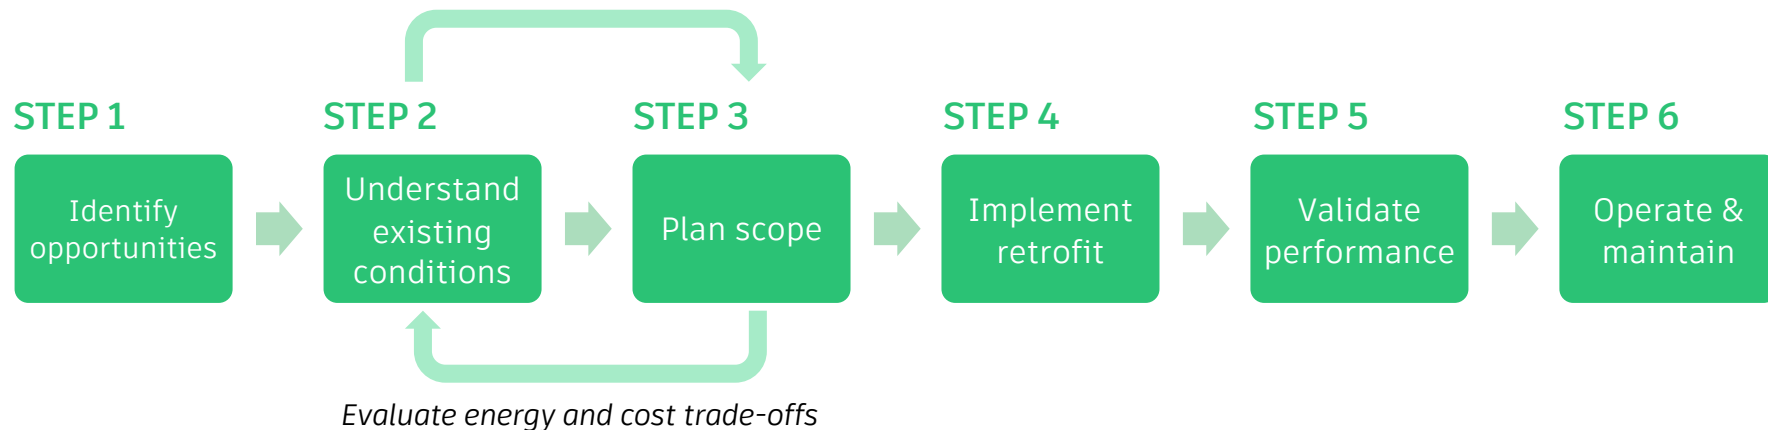 STEP 1
Identify
opportunities
STEP 2
Understand
existing
conditions
STEP 3
Plan scope
STEP 4
Implement
retrofit
STEP 5
Validate
performance
STEP 6
Operate &
maintain
Evaluate energy and cost trade-offs